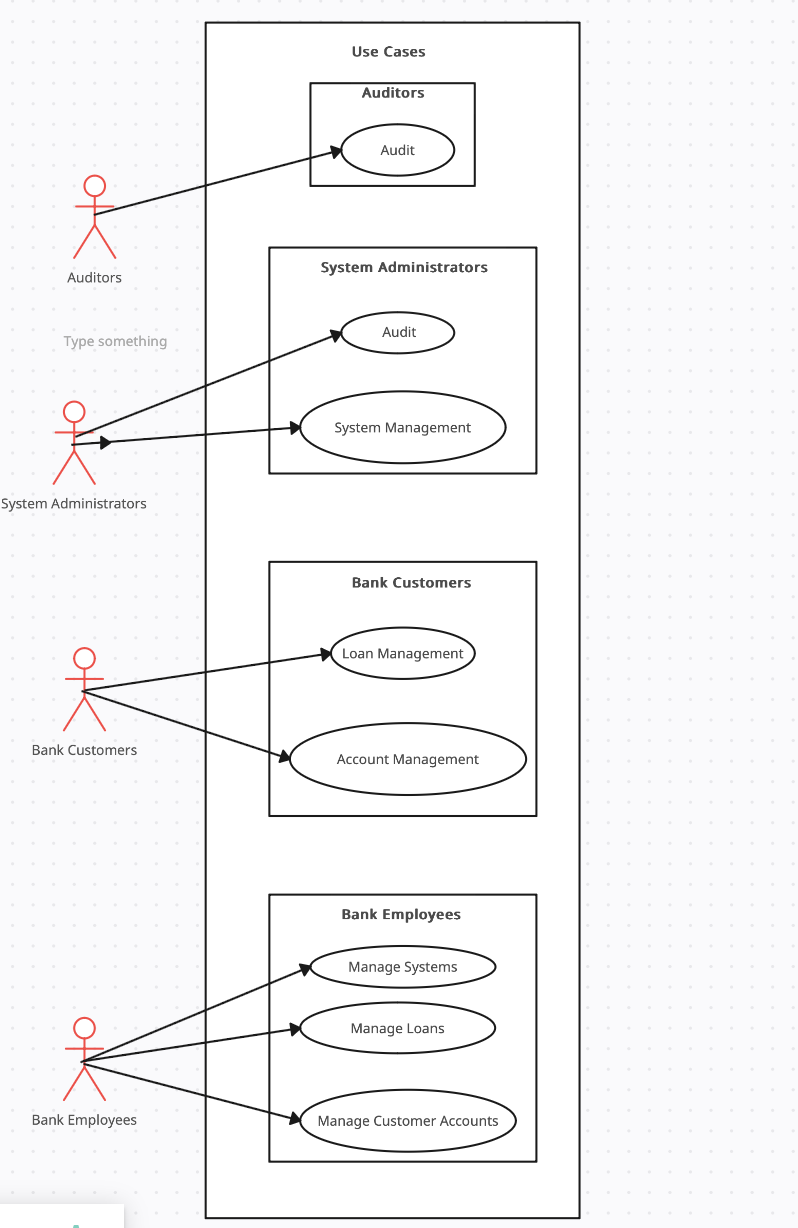 Use Cases
Auditors
Audit
Auditors
System Administrators
Audit
Type something
System Management
System Administrators
Bank Customers
Loan Management
Account Management
Bank Customers
Bank Employees
Manage Systems
Manage Loans
Manage Customer Accounts
Bank Employees